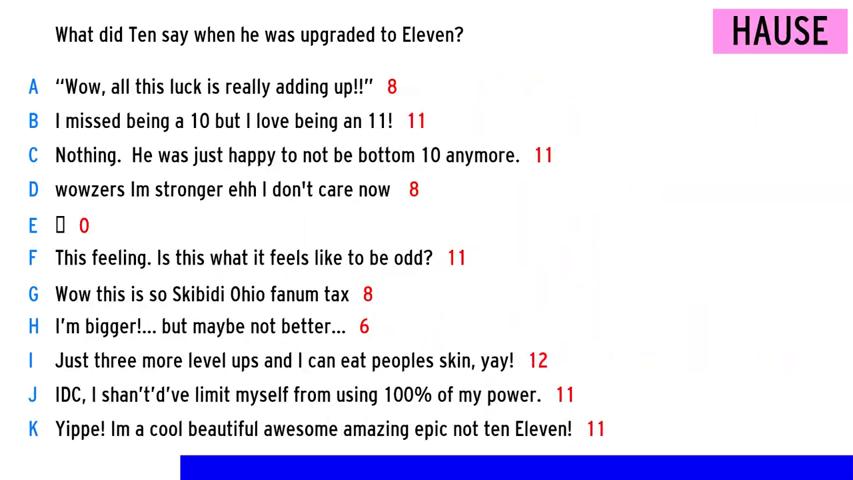 What did Ten say when he was upgraded to Eleven?
HAUSE
A “Wow, all this luck is really adding up!!” 8
B I missed being a 10 but I love being an 11! 11
C Nothing. He was just happy to not be bottom 10 anymore. 11
D wowzers Im stronger ehh I don't care now 8
E 0
F This feeling. Is this what it feels like to be odd? 11
G Wow this is so Skibidi Ohio fanum tax 8
H I’m bigger!... but maybe not better... 6
I Just three more level ups and I can eat peoples skin, yay! 12
J IDC, I shan’t’d’ve limit myself from using 100% of my power. 11
K Yippe! Im a cool beautiful awesome amazing epic not ten Eleven! 11